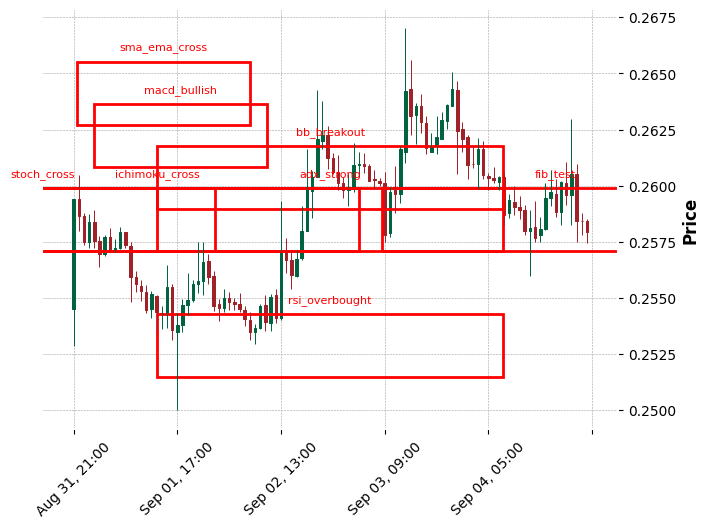 sma_ema_cross
macd_bullish
bb_breakout
stoch_cross
ichimoku_cross
adx_strong
fib_test
rsi_overbought
0.2675
0.2650
0.2625
0.2600
0.2575
0.2550
0.2525
0.2500
Price
Aug 31, 21:00
Sep 01, 17:00
Sep 02, 13:00
Sep 03, 09:00
Sep 04, 05:00